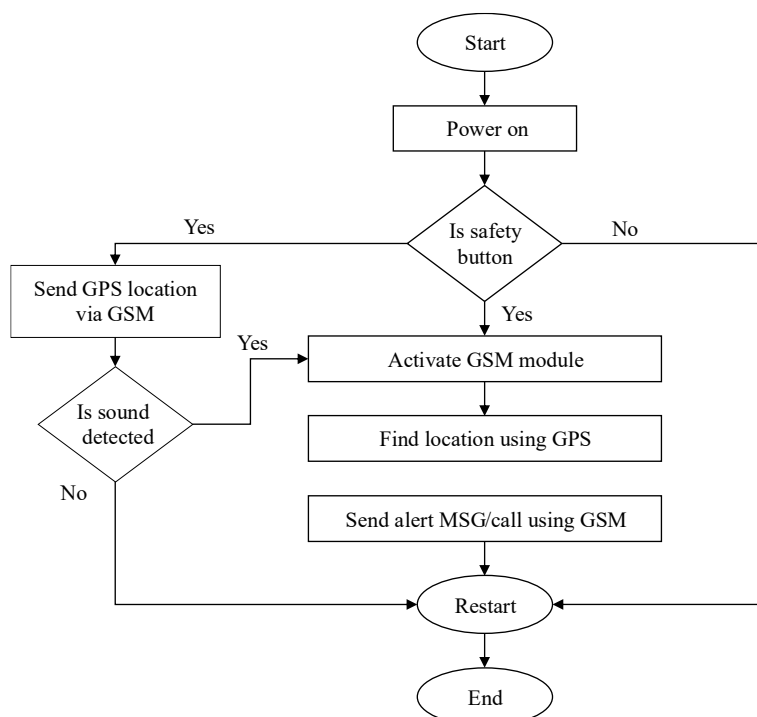 Start
Power on
Is safety
button
Yes
No
Yes
Send GPS location
via GSM
Yes
Activate GSM module
Is sound
detected
Find location using GPS
No
Send alert MSG/call using GSM
Restart
End